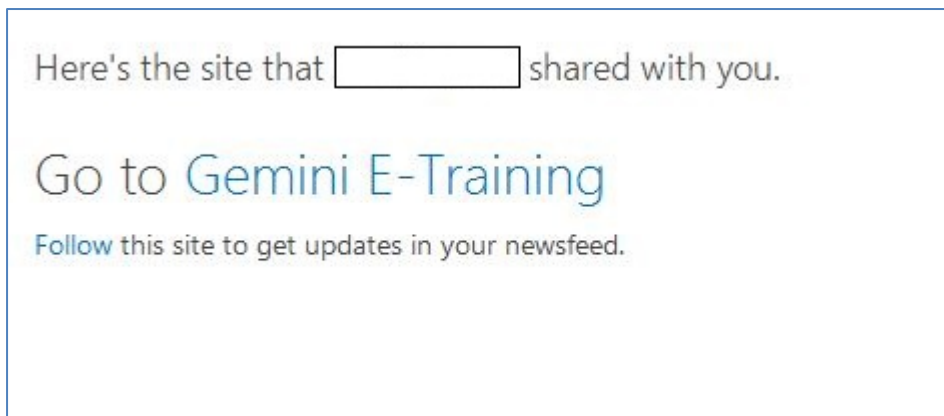 Here's the site that shared with you.
Go to Gemini E-Training
Follow this site to get updates in your newsfeed.